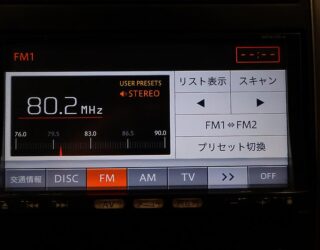 FM1
--:--
USER PRESETS
STEREO
80.2 MHz
76.0 79.5 83.0 86.5 90.0
リスト表示 スキャン
◀ ▶
FM1⇔FM2
プリセット切換
交通情報 DISC FM AM TV >> OFF